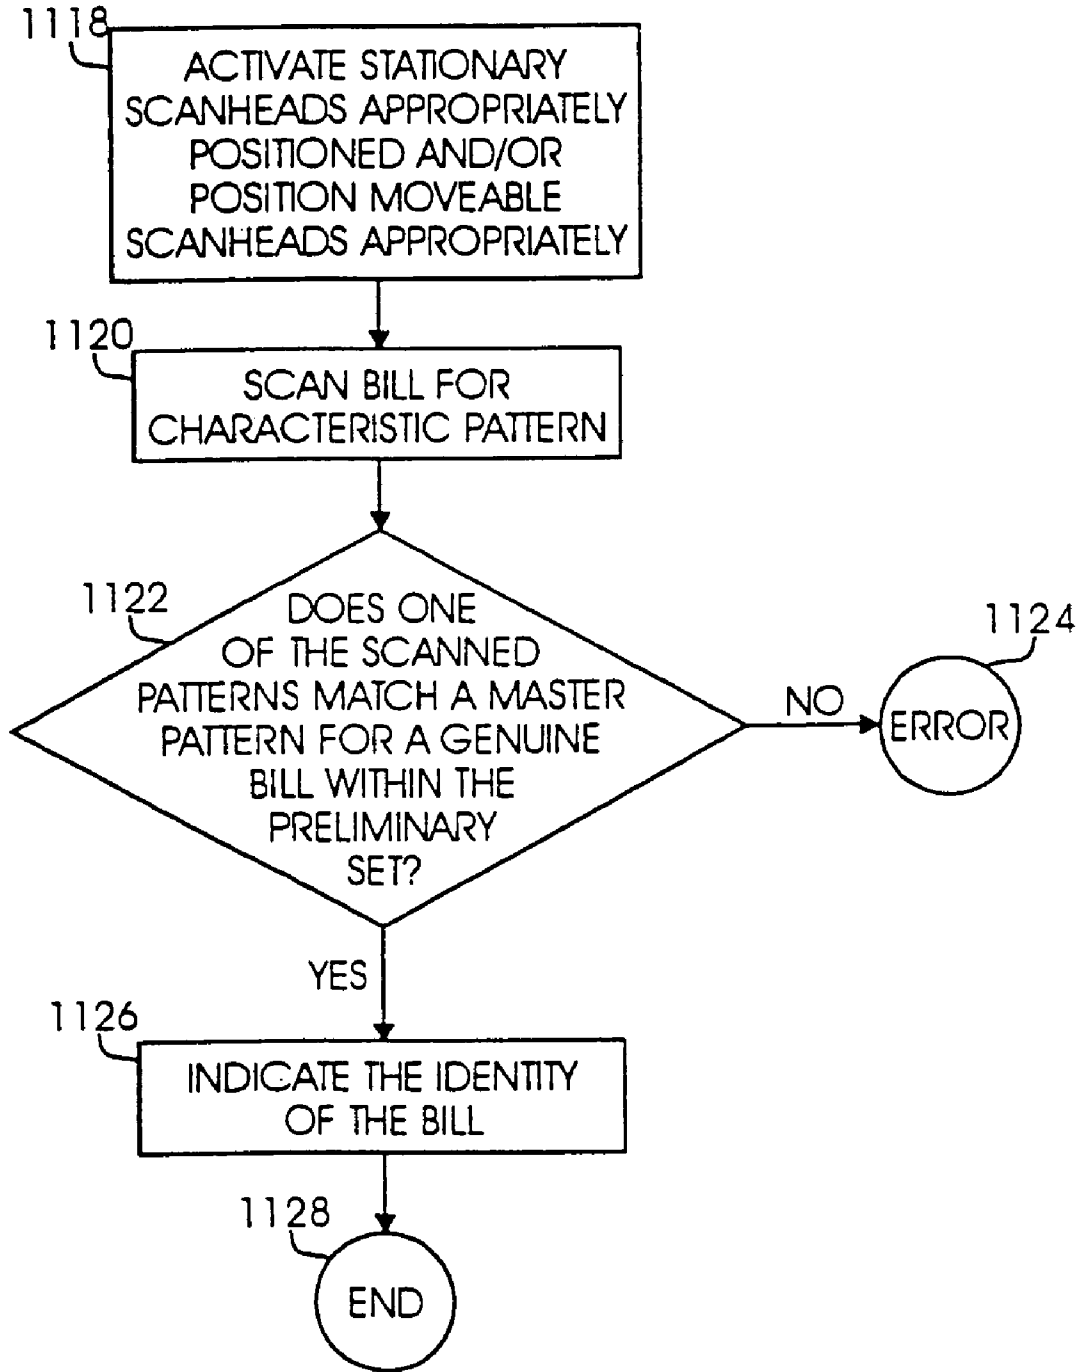 1118
ACTIVATE STATIONARY
SCANHEADS APPROPRIATELY
POSITIONED AND/OR
POSITION MOVEABLE
SCANHEADS APPROPRIATELY
1120
SCAN BILL FOR
CHARACTERISTIC PATTERN
1122
DOES ONE
OF THE SCANNED
PATTERNS MATCH A MASTER
PATTERN FOR A GENUINE
BILL WITHIN THE
PRELIMINARY
SET?
NO
1124
ERROR
YES
1126
INDICATE THE IDENTITY
OF THE BILL
1128
END